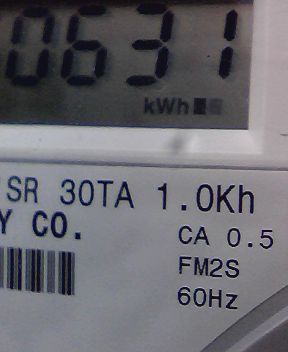 0631
kWh
SR 30TA 1.0Kh
Y CO.
CA 0.5
FM2S
60Hz